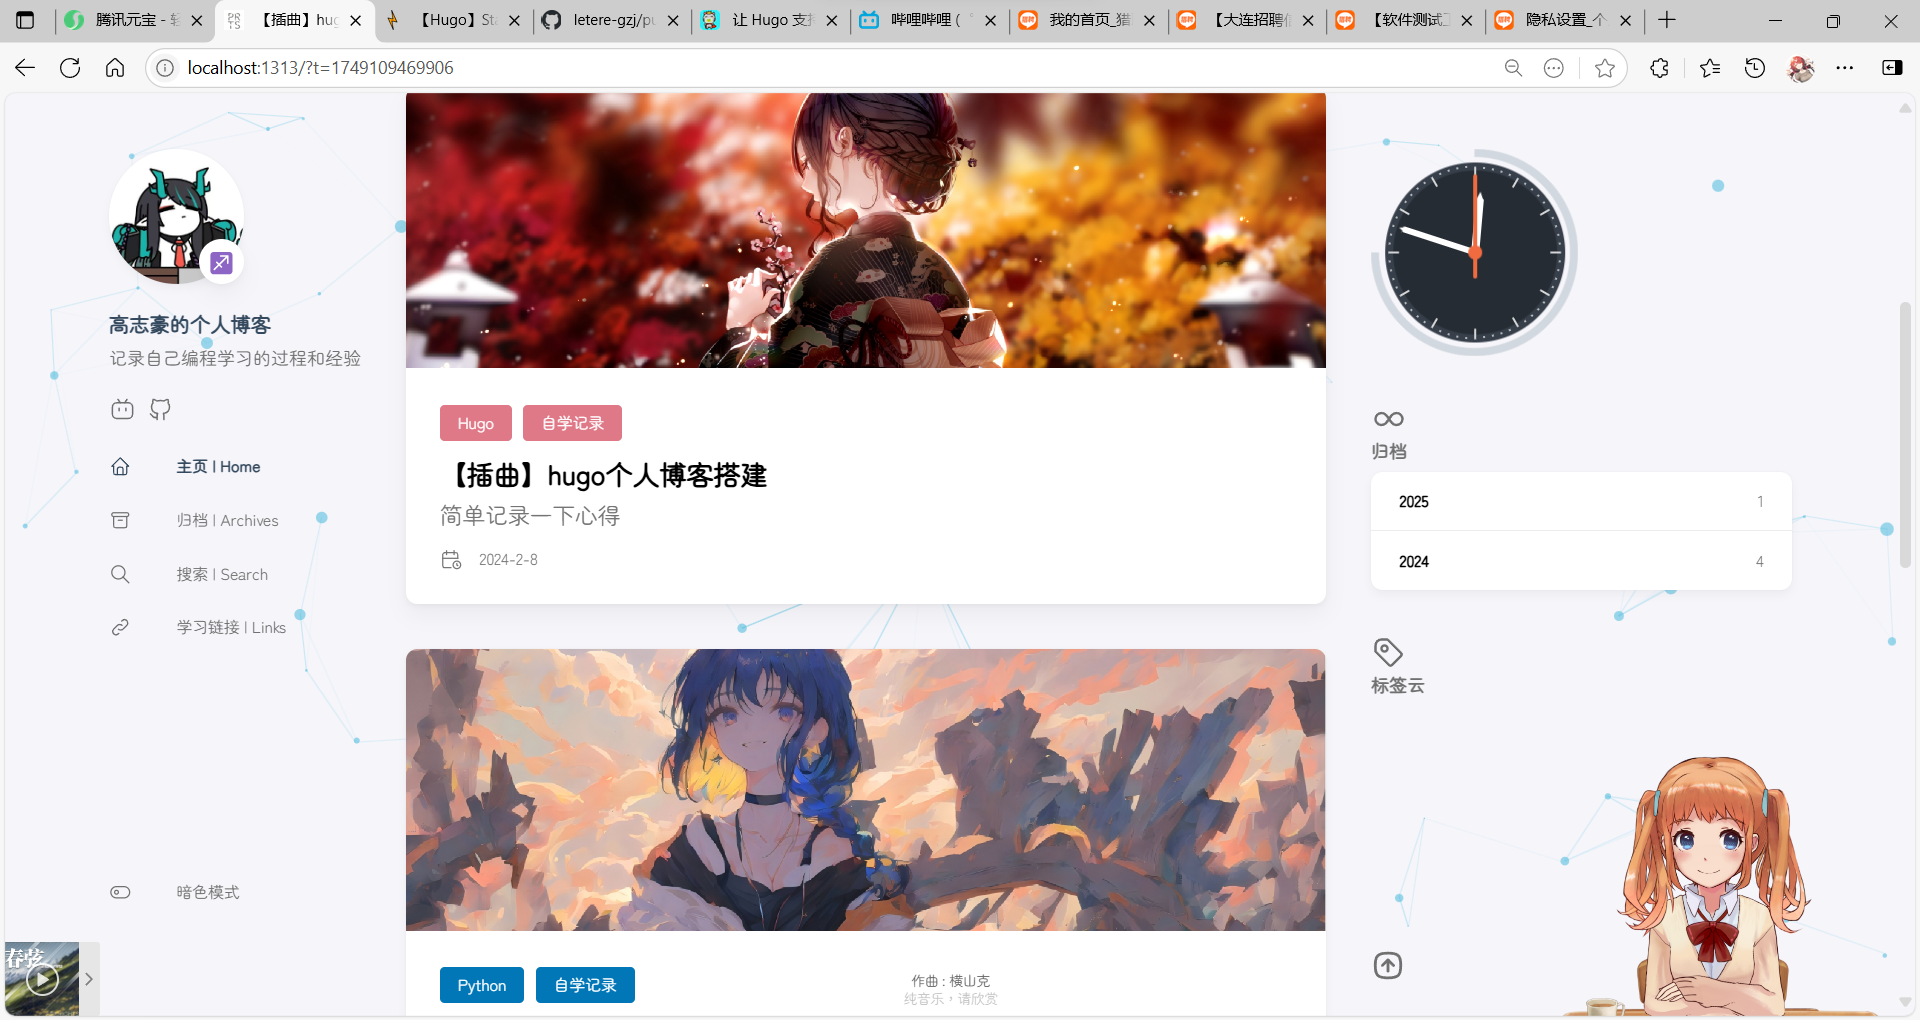 腾讯元宝 - 轻
【插曲】hug
【Hugo】Sta
letere-gzj/pu
让 Hugo 支持
哔哩哔哩 (
我的首页_猎
【大连招聘信
【软件测试工
隐私设置_个
localhost:1313/?t=1749109469906
高志豪的个人博客
记录自己编程学习的过程和经验
主页 | Home
归档 | Archives
搜索 | Search
学习链接 | Links
暗色模式
春弦
Hugo
自学记录
【插曲】hugo个人博客搭建
简单记录一下心得
2024-2-8
Python
自学记录
作曲 : 横山克
纯音乐，请欣赏
归档
2025
1
2024
4
标签云